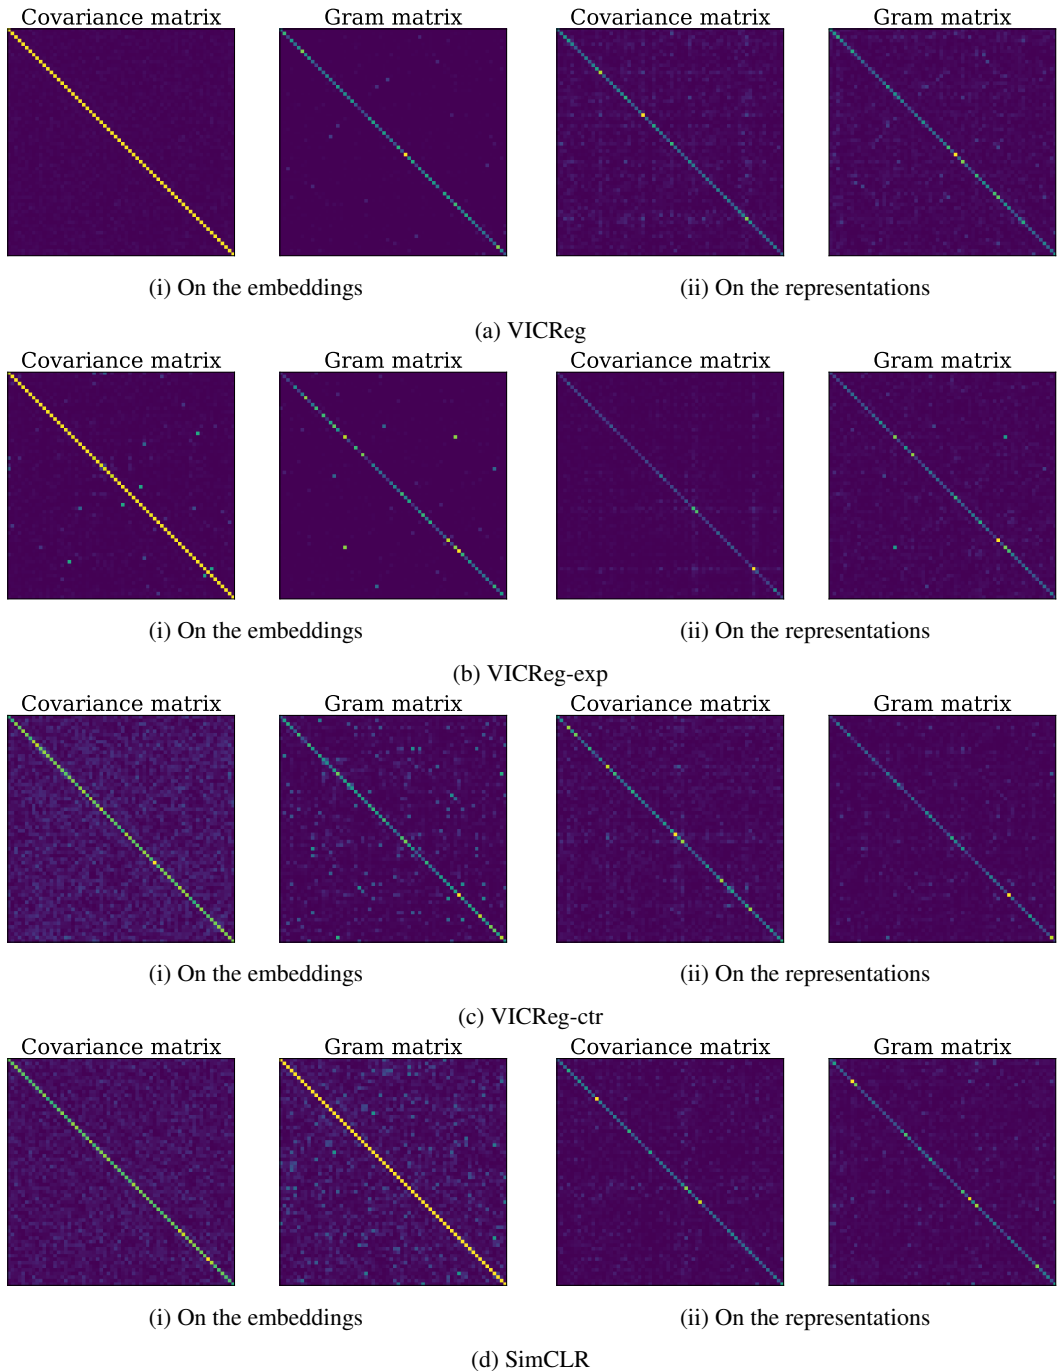 Covariance matrix Gram matrix Covariance matrix Gram matrix
(i) On the embeddings (ii) On the representations
(a) VICReg
Covariance matrix Gram matrix Covariance matrix Gram matrix
(i) On the embeddings (ii) On the representations
(b) VICReg-exp
Covariance matrix Gram matrix Covariance matrix Gram matrix
(i) On the embeddings (ii) On the representations
(c) VICReg-ctr
Covariance matrix Gram matrix Covariance matrix Gram matrix
(i) On the embeddings (ii) On the representations
(d) SimCLR